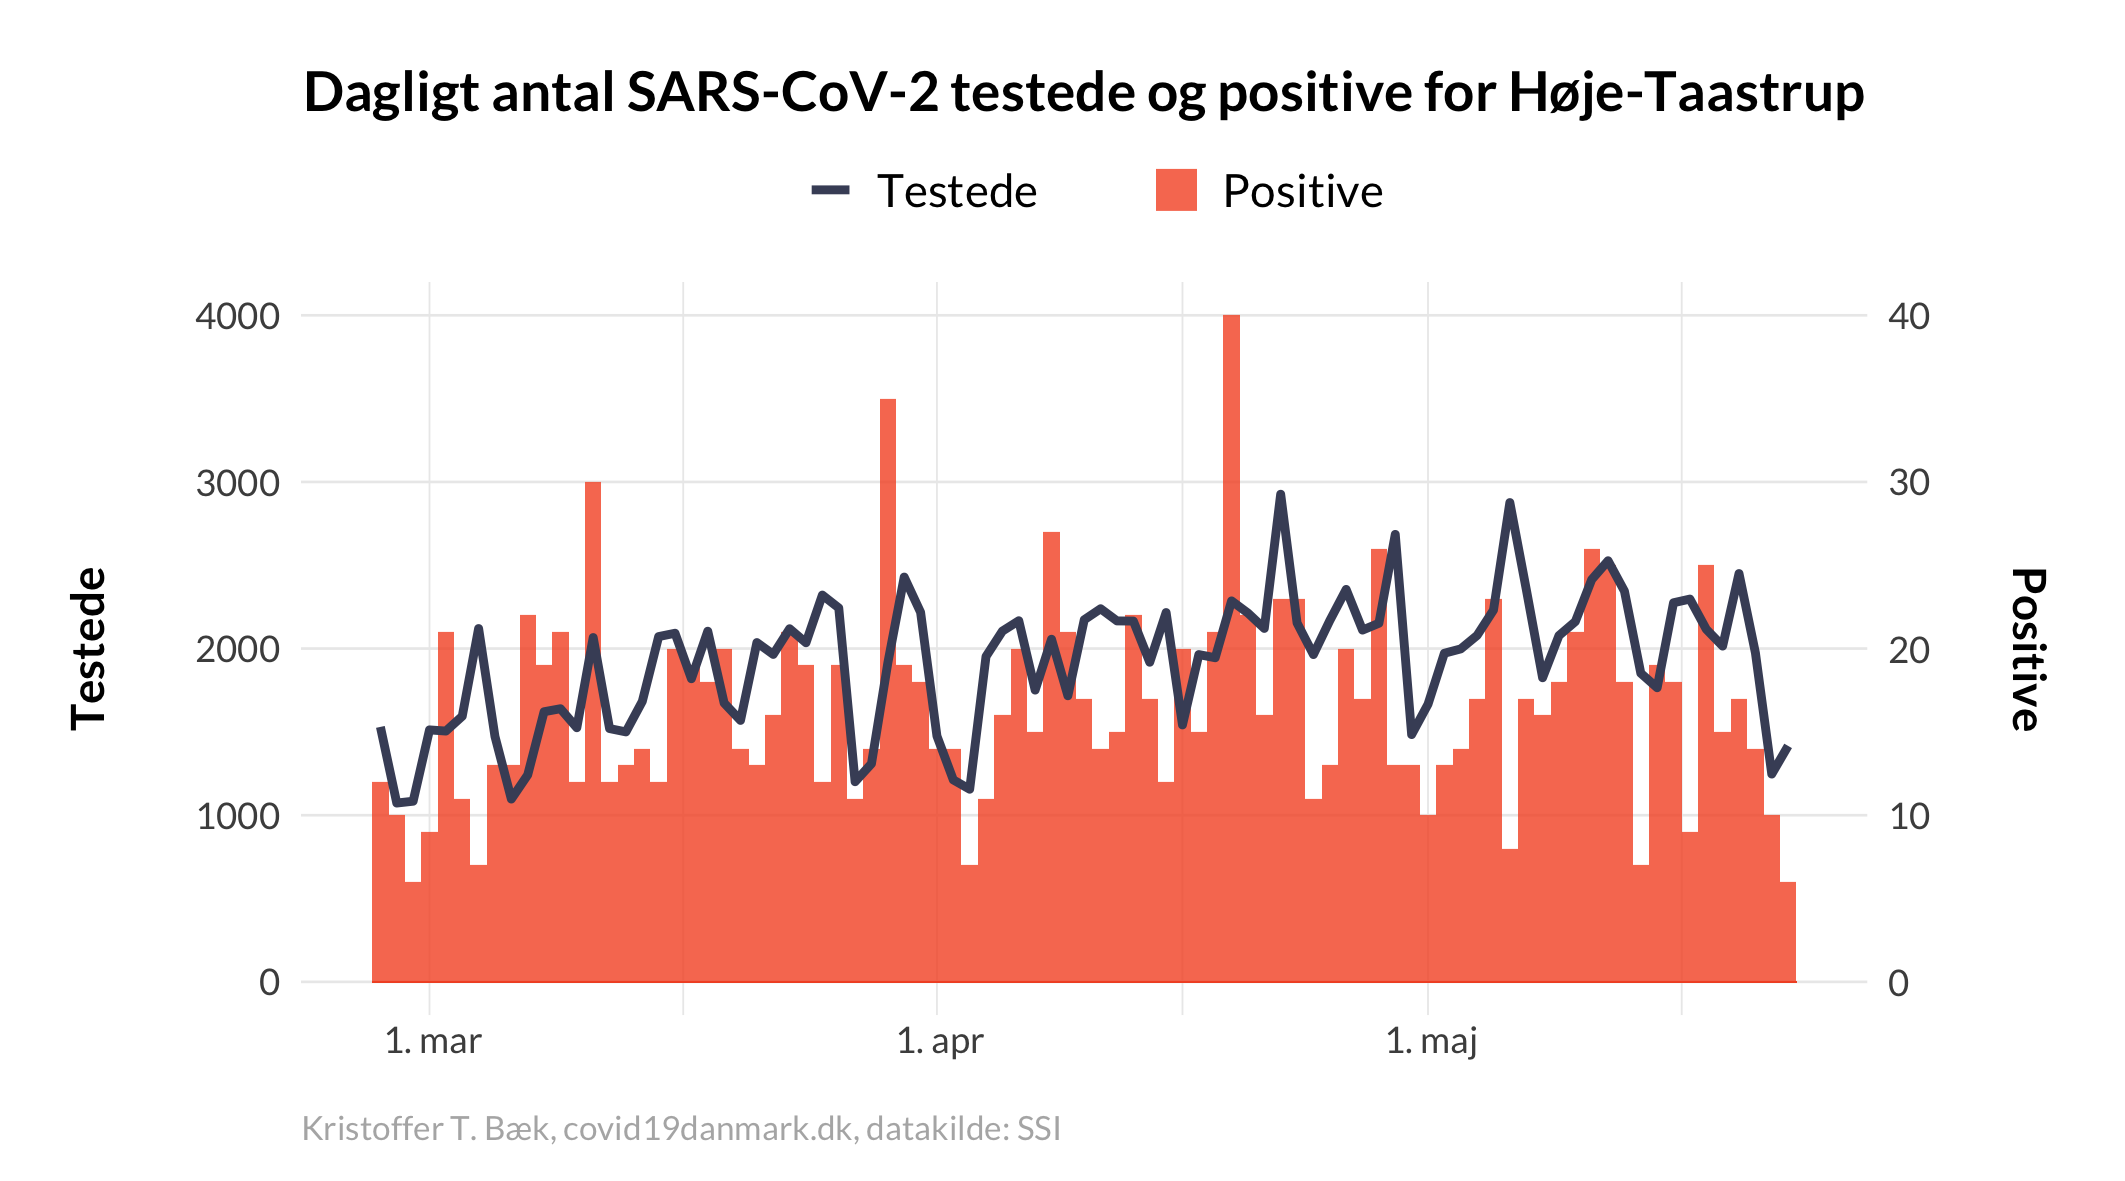 Dagligt antal SARS-CoV-2 testede og positive for Høje-Taastrup
Testede
Positive
4000
3000
2000
1000
0
Testede
40
30
20
10
0
Positive
1. mar
1. apr
1. maj
Kristoffer T. Bæk, covid19danmark.dk, datakilde: SSI